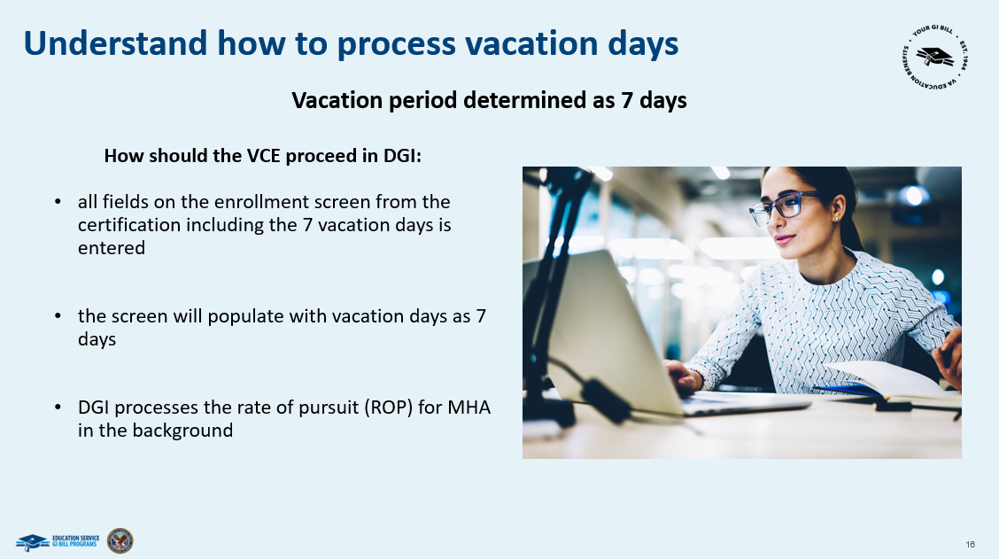 Understand how to process vacation days
YOUR GI BILL • EST. 1944 • VA EDUCATION BENEFITS •
Vacation period determined as 7 days
How should the VCE proceed in DGI:
• all fields on the enrollment screen from the
certification including the 7 vacation days is
entered
• the screen will populate with vacation days as 7
days
• DGI processes the rate of pursuit (ROP) for MHA
in the background
EDUCATION SERVICE
GI BILL PROGRAMS
16